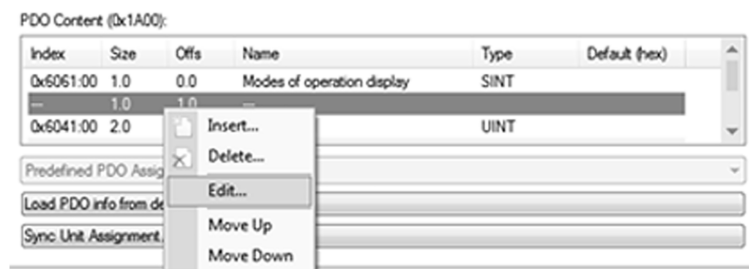 PDO Content (0x1A00):
Index Size Offs Name Type Default (hex)
0x6061:00 1.0 0.0 Modes of operation display SINT
--- 1.0 1.0 ---
0x6041:00 2.0 UINT
Insert...
Delete...
Predefined PDO Assig
Edit...
Load PDO info from de
Move Up
Sync Unit Assignment
Move Down